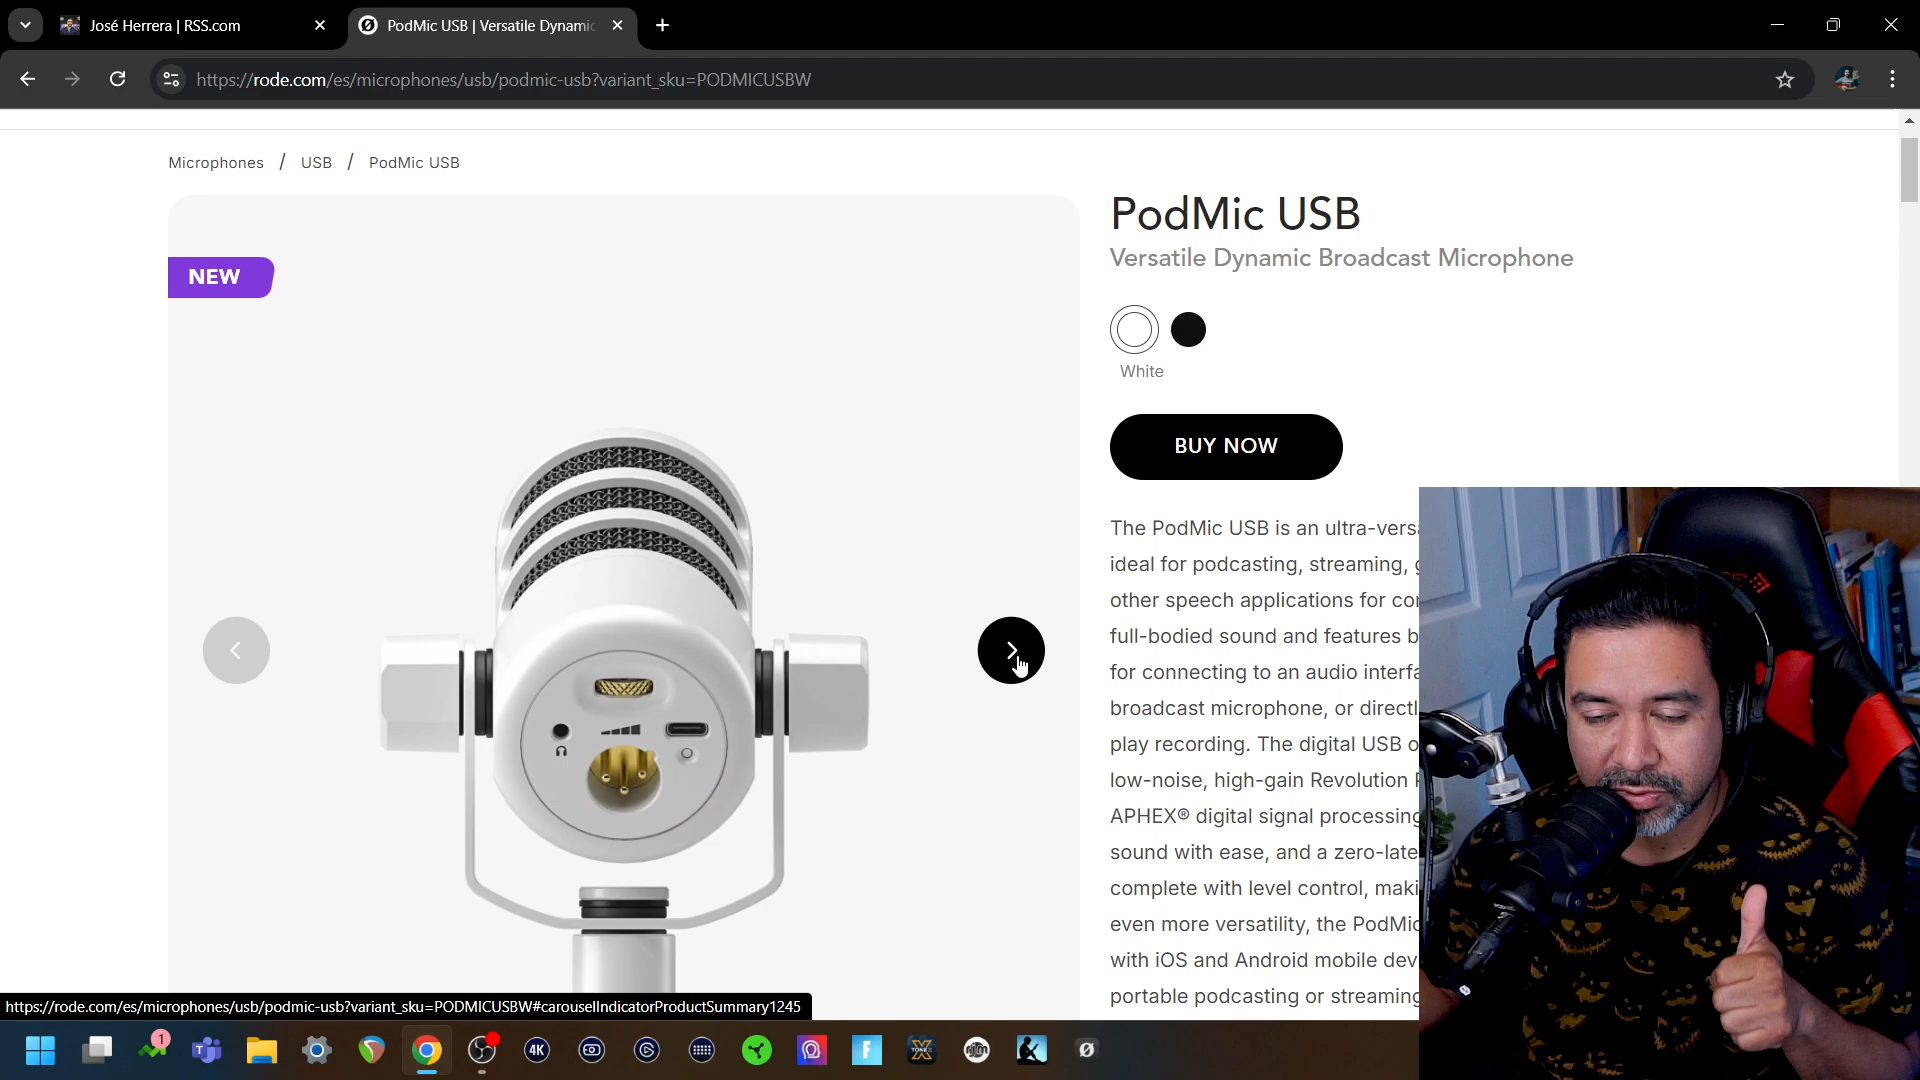 José Herrera | RSS.com
PodMic USB | Versatile Dynamic
https://rode.com/es/microphones/usb/podmic-usb?variant_sku=PODMICUSBW
Microphones / USB / PodMic USB
NEW
PodMic USB
Versatile Dynamic Broadcast Microphone
White
BUY NOW
The PodMic USB is an ultra-versa
ideal for podcasting, streaming, g
other speech applications for con
full-bodied sound and features b
for connecting to an audio interfa
broadcast microphone, or directl
play recording. The digital USB o
low-noise, high-gain Revolution P
APHEX® digital signal processing
sound with ease, and a zero-late
complete with level control, maki
even more versatility, the PodMic
with iOS and Android mobile dev
portable podcasting or streaming
https://rode.com/es/microphones/usb/podmic-usb?variant_sku=PODMICUSBW#carouselIndicatorProductSummary1245
1
4K
F